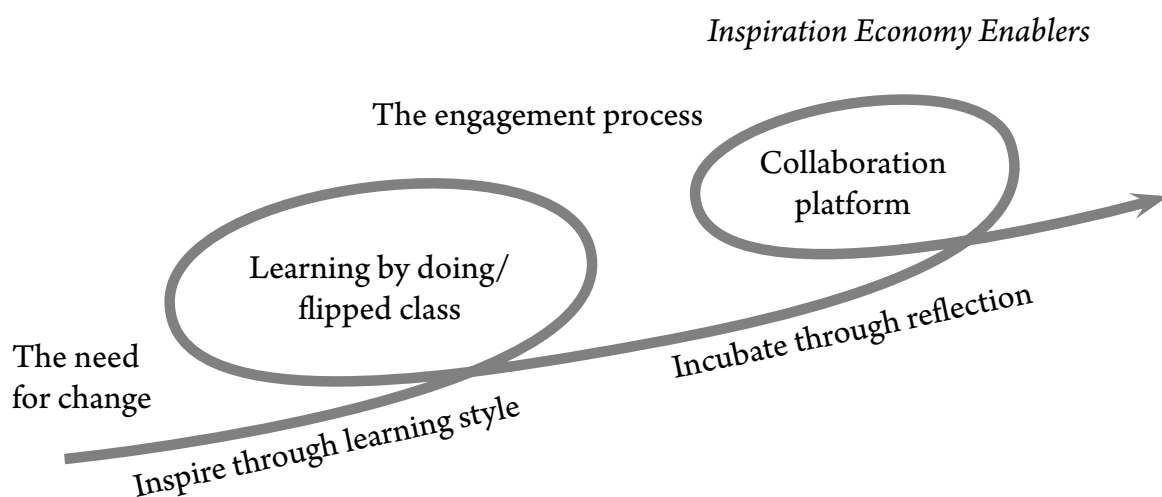 Inspiration Economy Enablers
The engagement process
Collaboration
platform
Learning by doing/
flipped class
The need
for change
Incubate through reflection
Inspire through learning style